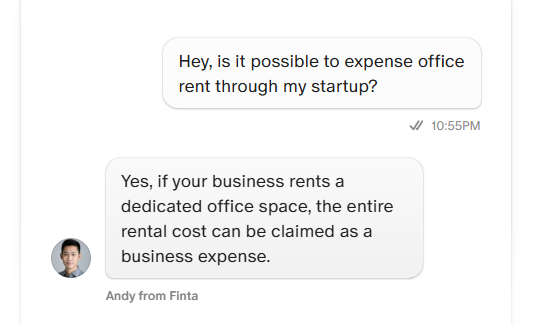 Hey, is it possible to expense office
rent through my startup?
10:55PM
Yes, if your business rents a
dedicated office space, the entire
rental cost can be claimed as a
business expense.
Andy from Finta